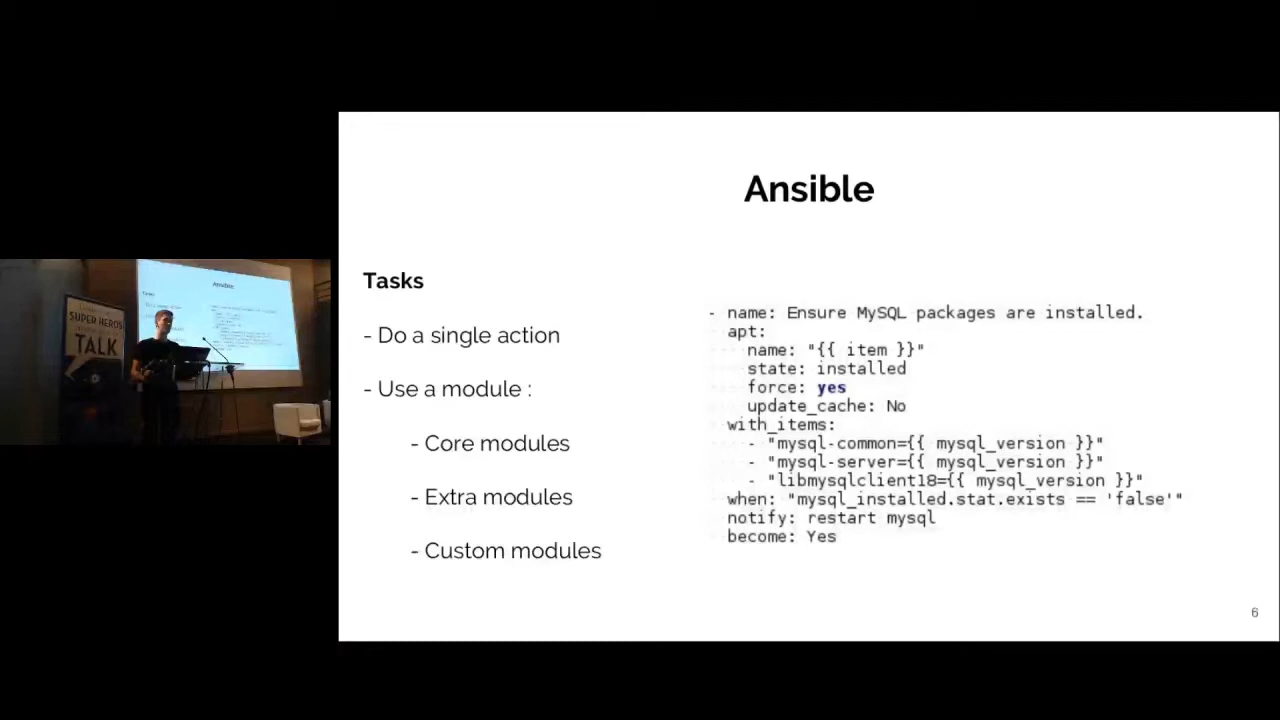 Ansible
Tasks
- Do a single action
- Use a module :
- Core modules
- Extra modules
- Custom modules
- name: Ensure MySQL packages are installed.
apt:
name: "{{ item }}"
state: installed
force: yes
update_cache: No
with_items:
- "mysql-common={{ mysql_version }}"
- "mysql-server={{ mysql_version }}"
- "libmysqlclient18={{ mysql_version }}"
when: "mysql_installed.stat.exists == 'false'"
notify: restart mysql
become: Yes
6
Ansible
Tasks
SUPER HEROS
TALK